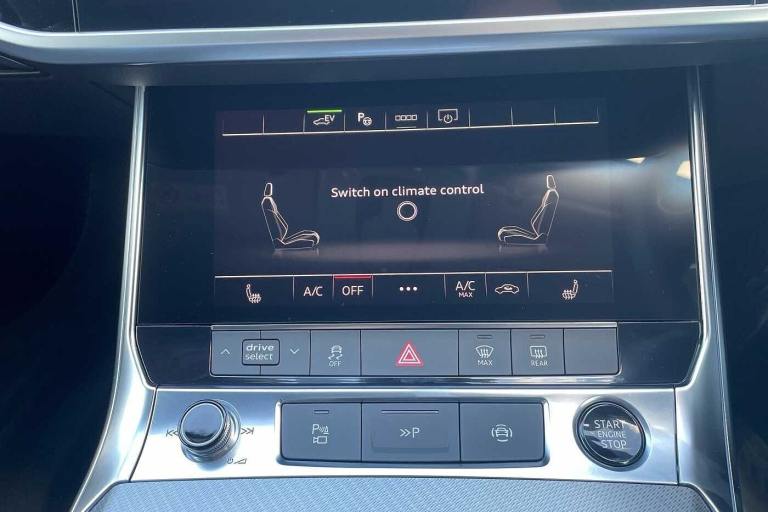 EV
P
Switch on climate control
A/C
OFF
•••
A/C
MAX
drive
select
OFF
MAX
REAR
P
>>P
START
ENGINE
STOP